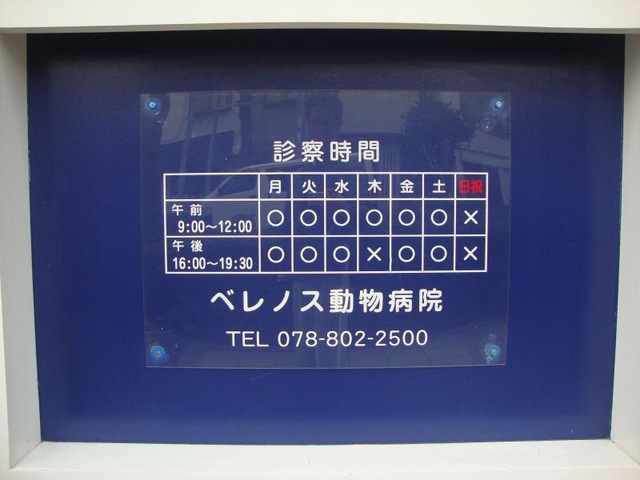 診察時間
月 火 水 木 金 土 日祝
午前
9:00〜12:00 ○ ○ ○ ○ ○ ○ ×
午後
16:00〜19:30 ○ ○ ○ × ○ ○ ×
ベレノス動物病院
TEL 078-802-2500